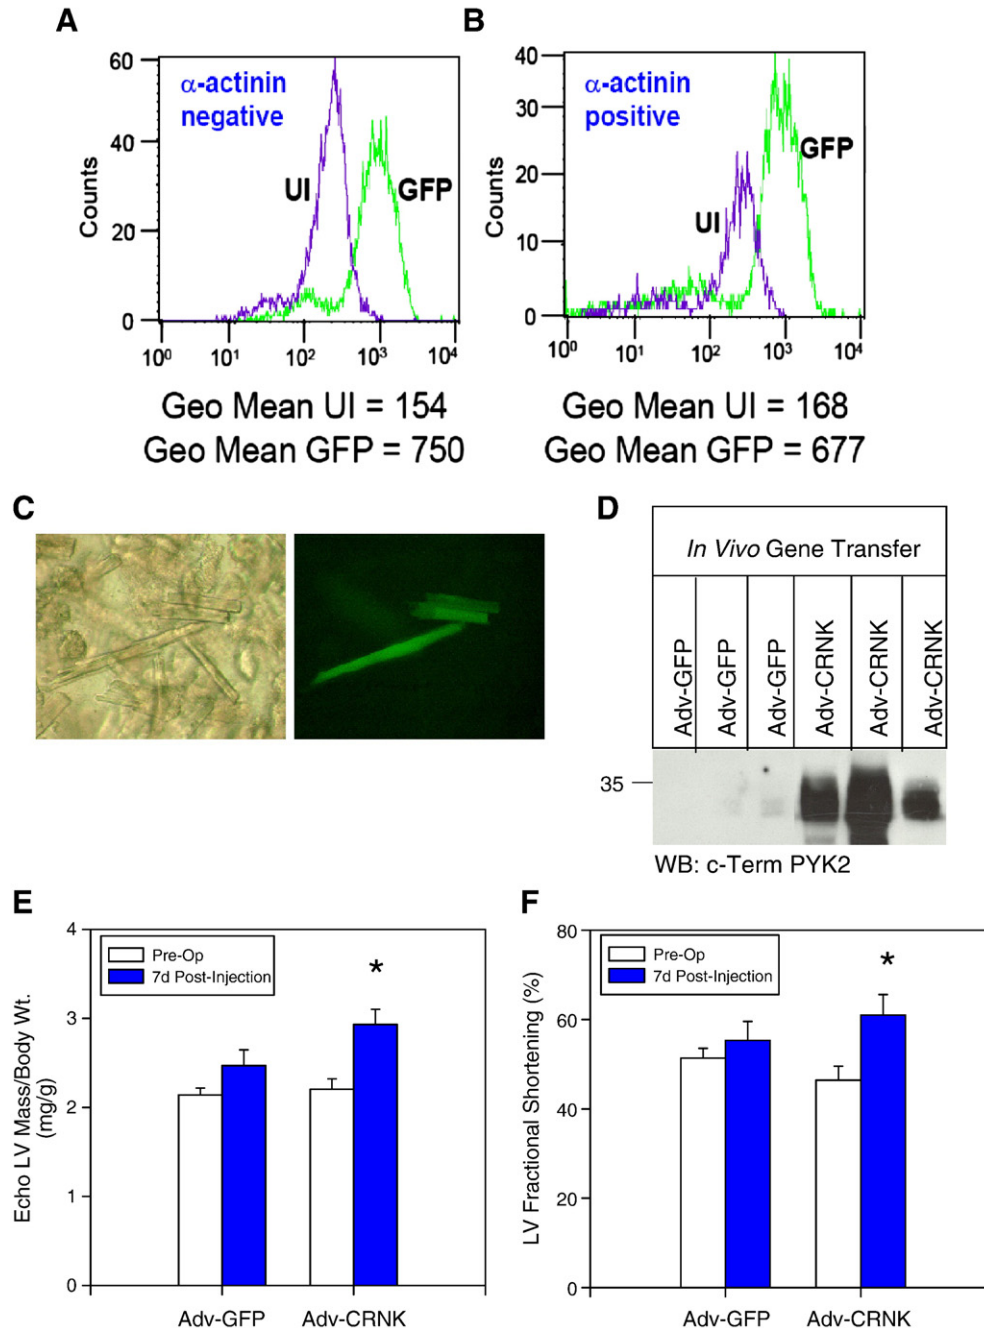 A
60
40
20
0
Counts
α-actinin
negative
UI
GFP
10⁰ 10¹ 10² 10³ 10⁴
Geo Mean UI = 154
Geo Mean GFP = 750
B
40
30
20
10
0
Counts
α-actinin
positive
UI
GFP
10⁰ 10¹ 10² 10³ 10⁴
Geo Mean UI = 168
Geo Mean GFP = 677
C
D
In Vivo Gene Transfer
Adv-GFP
Adv-GFP
Adv-GFP
Adv-CRNK
Adv-CRNK
Adv-CRNK
35
WB: c-Term PYK2
E
Echo LV Mass/Body Wt.
(mg/g)
4
3
2
1
0
Pre-Op
7d Post-Injection
*
Adv-GFP Adv-CRNK
F
LV Fractional Shortening (%)
80
60
40
20
0
Pre-Op
7d Post-Injection
*
Adv-GFP Adv-CRNK